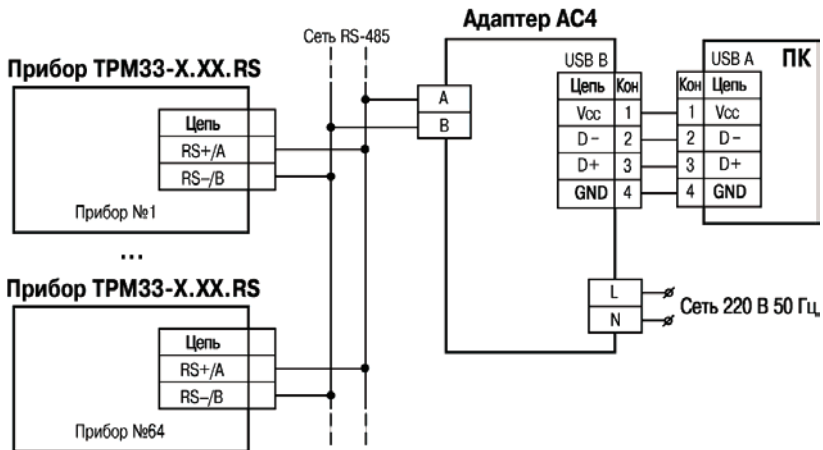 Адаптер АС4
Сеть RS-485
ПК
Прибор ТРМ33-Х.ХХ.RS
Цепь
RS+/A
RS-/B
Прибор №1
...
Прибор ТРМ33-Х.ХХ.RS
Цепь
RS+/A
RS-/B
Прибор №64
A
B
USB B
Цепь Кон
Vcc 1
D- 2
D+ 3
GND 4
USB A
Кон Цепь
1 Vcc
2 D-
3 D+
4 GND
L
N
Сеть 220 В 50 Гц